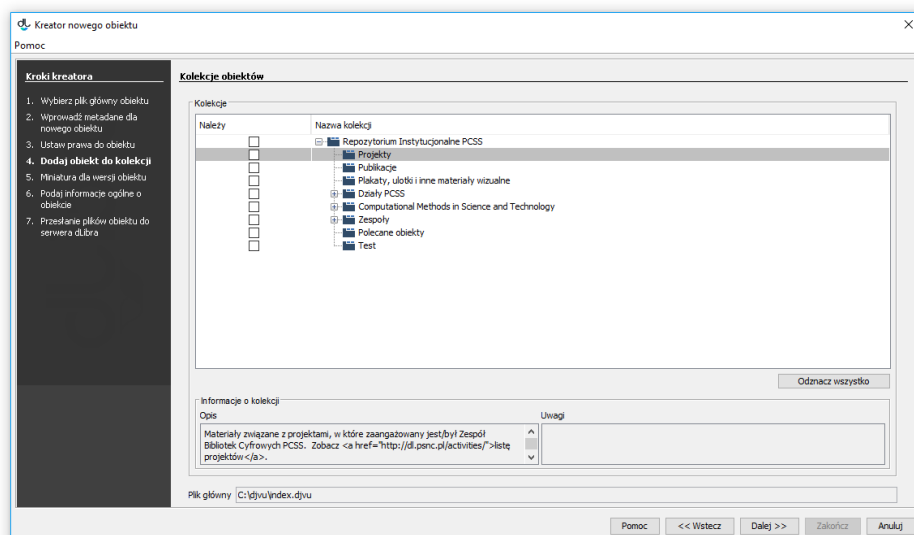 Kreator nowego obiektu
Pomoc
Kroki kreatora
1. Wybierz plik główny obiektu
2. Wprowadź metadane dla
nowego obiektu
3. Ustaw prawa do obiektu
4. Dodaj obiekt do kolekcji
5. Miniatura dla wersji obiektu
6. Podaj informacje ogólne o
obiekcie
7. Przesłanie plików obiektu do
serwera dLibra
Kolekcje obiektów
Kolekcje
Należy Nazwa kolekcji
Repozytorium Instytucjonalne PCSS
Projekty
Publikacje
Plakaty, ulotki i inne materiały wizualne
Działy PCSS
Computational Methods in Science and Technology
Zespoły
Polecane obiekty
Test
Odznacz wszystko
Informacje o kolekcji
Opis Uwagi
Materiały związane z projektami, w które zaangażowany jest/był Zespół
Bibliotek Cyfrowych PCSS. Zobacz <a href="http://dl.psnc.pl/activities/">listę
projektów</a>.
Plik główny C:\djvu\index.djvu
Pomoc << Wstecz Dalej >> Zakończ Anuluj